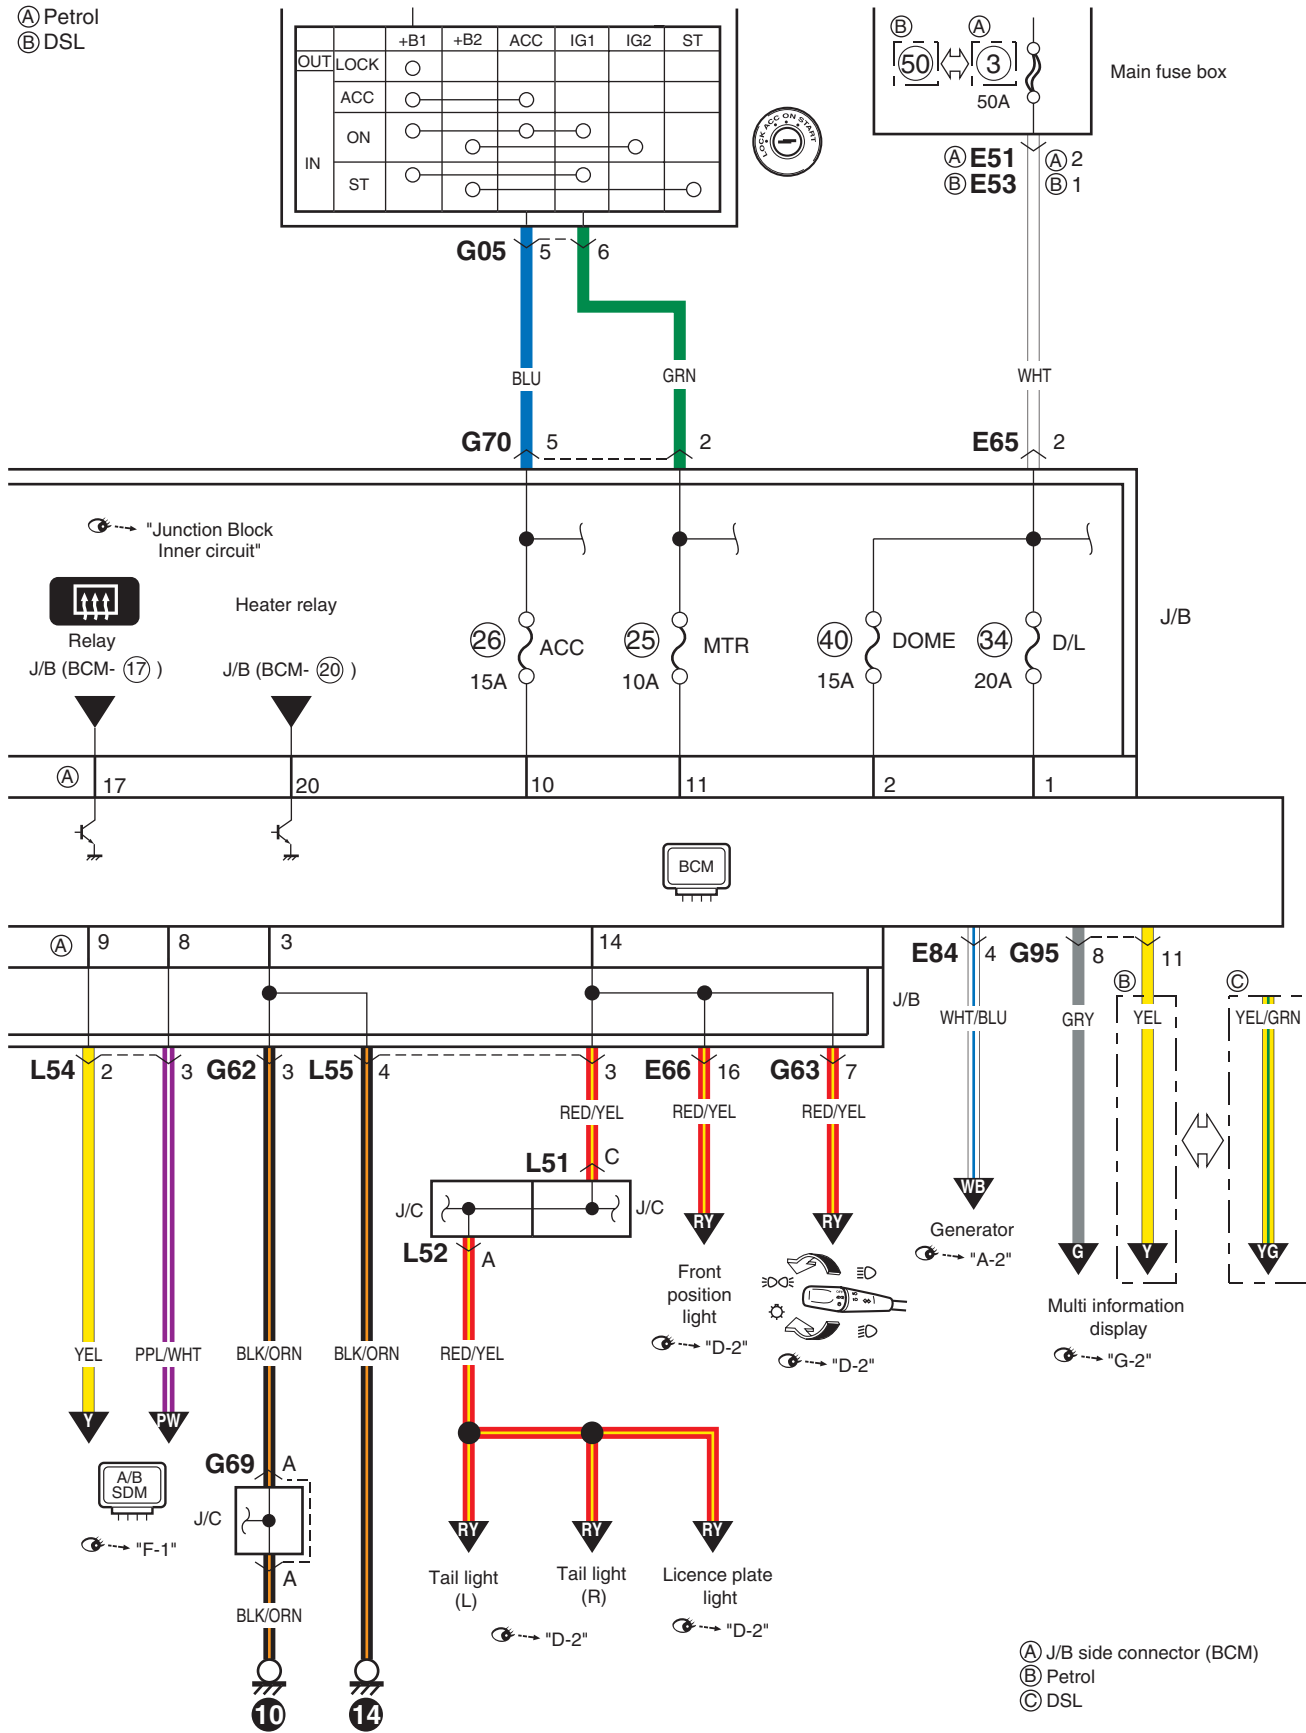 Ⓐ Petrol
Ⓑ DSL
+B1 +B2 ACC IG1 IG2 ST
OUT LOCK
ACC
IN ON
ST
LOCK ACC ON START
Ⓑ Ⓐ
50 3
50A
Main fuse box
Ⓐ E51 Ⓐ 2
Ⓑ E53 Ⓑ 1
G05 5 6
BLU GRN WHT
G70 5 2 E65 2
"Junction Block
Inner circuit"
Relay
J/B (BCM- 17 )
Heater relay
J/B (BCM- 20 )
26 ACC
15A
25 MTR
10A
40 DOME
15A
34 D/L
20A
J/B
Ⓐ 17 20 10 11 2 1
BCM
Ⓐ 9 8 3 14
E84 4 G95 8 11
J/B
Ⓑ Ⓒ
WHT/BLU GRY YEL YEL/GRN
L54 2 3 G62 3 L55 4 3 E66 16 G63 7
RED/YEL RED/YEL RED/YEL
L51 C
J/C J/C
L52 A
RY RY
WB
Generator
"A-2"
G Y YG
Multi information
display
"G-2"
Front
position
light
"D-2"
"D-2"
YEL PPL/WHT BLK/ORN BLK/ORN RED/YEL
Y PW
A/B
SDM
"F-1"
G69 A
J/C
A
BLK/ORN
10 14
RY RY RY
Tail light
(L)
Tail light
(R)
"D-2"
Licence plate
light
"D-2"
Ⓐ J/B side connector (BCM)
Ⓑ Petrol
Ⓒ DSL